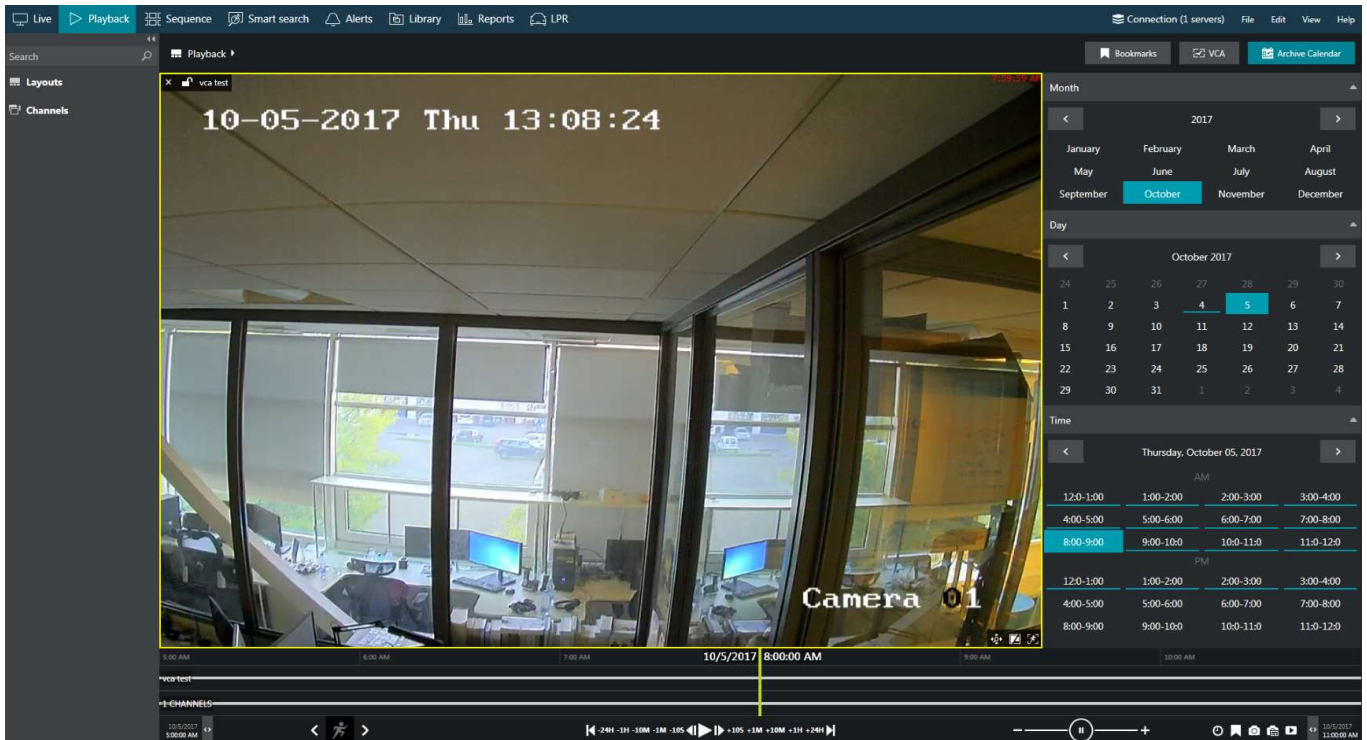 Live Playback Sequence Smart search Alerts Library Reports LPR Connection (1 servers) File Edit View Help
Search
Playback
Bookmarks VCA Archive Calendar
Layouts
Channels
vca test
7:59:59 AM
10-05-2017 Thu 13:08:24
Camera 01
Month
2017
January February March April
May June July August
September October November December
Day
October 2017
24 25 26 27 28 29 30
1 2 3 4 5 6 7
8 9 10 11 12 13 14
15 16 17 18 19 20 21
22 23 24 25 26 27 28
29 30 31 1 2 3 4
Time
Thursday, October 05, 2017
AM
12:0-1:00 1:00-2:00 2:00-3:00 3:00-4:00
4:00-5:00 5:00-6:00 6:00-7:00 7:00-8:00
8:00-9:00 9:00-10:0 10:0-11:0 11:0-12:0
PM
12:0-1:00 1:00-2:00 2:00-3:00 3:00-4:00
4:00-5:00 5:00-6:00 6:00-7:00 7:00-8:00
8:00-9:00 9:00-10:0 10:0-11:0 11:0-12:0
5:00 AM 6:00 AM 7:00 AM 10/5/2017 8:00:00 AM 9:00 AM 10:00 AM
vca test
1 CHANNELS
10/5/2017
5:00:00 AM
-24H -1H -10M -1M -10S +10S +1M +10M +1H +24H
10/5/2017
11:00:00 AM